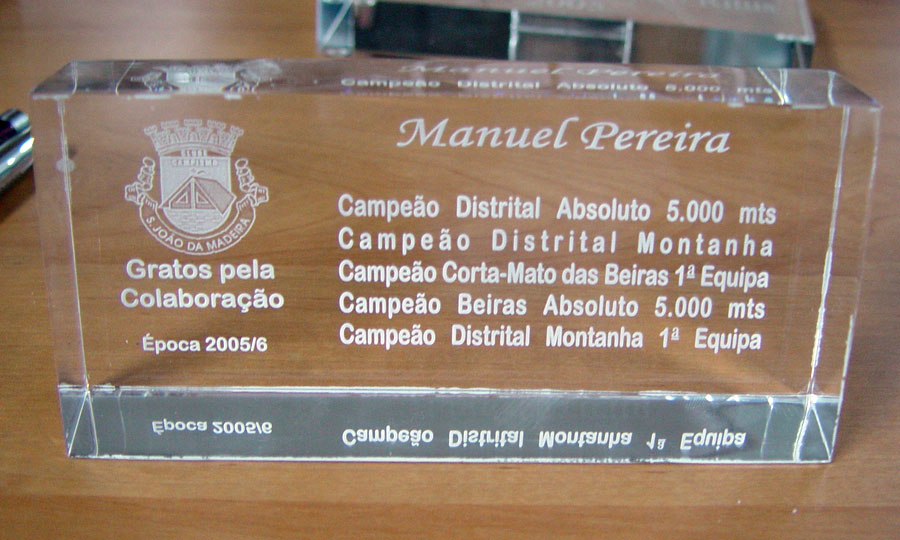 CLUBE
CAMPISMO
S. JOÃO DA MADEIRA
Gratos pela
Colaboração
Época 2005/6
Manuel Pereira
Campeão Distrital Absoluto 5.000 mts
Campeão Distrital Montanha
Campeão Corta-Mato das Beiras 1ª Equipa
Campeão Beiras Absoluto 5.000 mts
Campeão Distrital Montanha 1ª Equipa